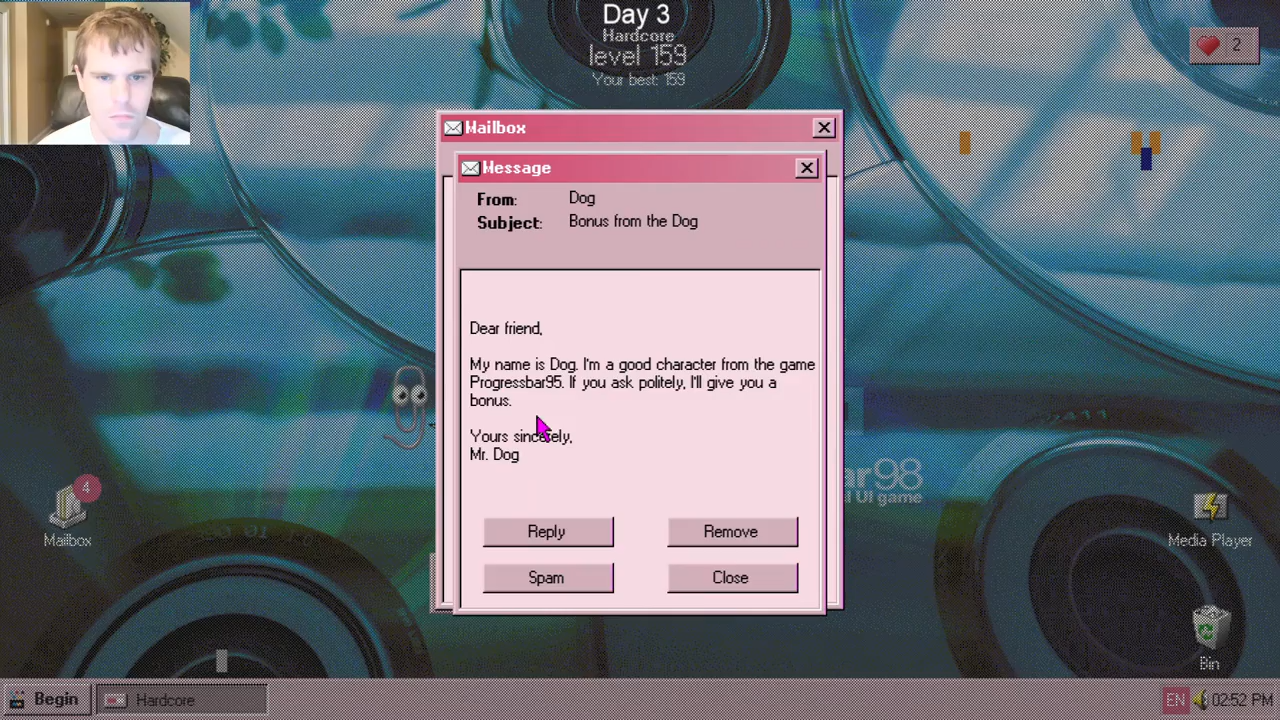 Day 3
Hardcore
level 159
Your best: 159
2
Mailbox
Message
From: Dog
Subject: Bonus from the Dog
Dear friend,
My name is Dog. I'm a good character from the game
Progressbar95. If you ask politely, I'll give you a
bonus.
Yours sincerely,
Mr. Dog
Reply Remove
Spam Close
4
Mailbox
ar98
l UI game
Media Player
Bin
Begin
Hardcore
EN 02:52 PM